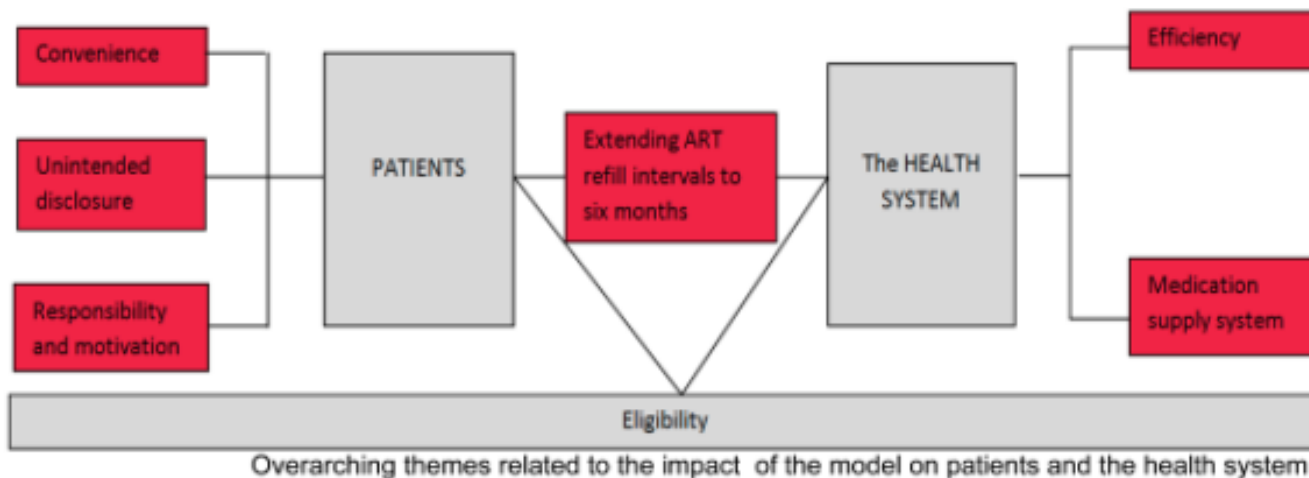 Convenience
Unintended
disclosure
Responsibility
and motivation
PATIENTS
Extending ART
refill intervals to
six months
The HEALTH
SYSTEM
Efficiency
Medication
supply system
Eligibility
Overarching themes related to the impact of the model on patients and the health system